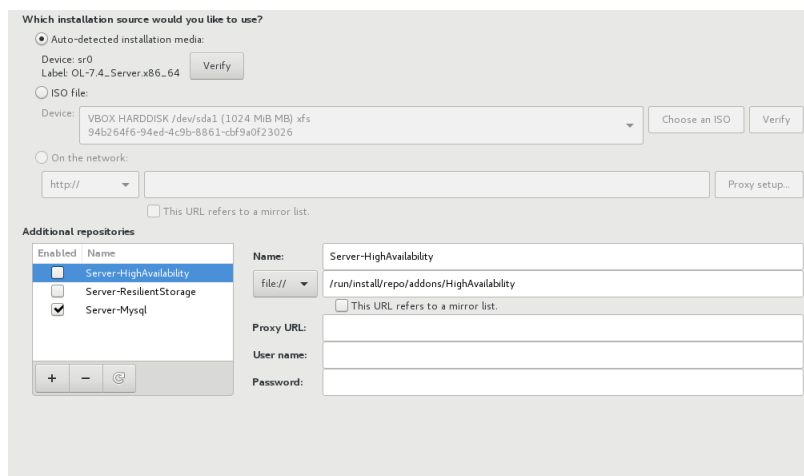 Which installation source would you like to use?
Auto-detected installation media:
Device: sr0
Label: OL-7.4_Server.x86_64
Verify
ISO file:
Device:
VBOX HARDDISK /dev/sda1 (1024 MiB MB) xfs
94b264f6-94ed-4c9b-8861-cbf9a0f23026
Choose an ISO
Verify
On the network:
http://
Proxy setup...
This URL refers to a mirror list.
Additional repositories
Enabled Name
Server-HighAvailability
Server-ResilientStorage
Server-Mysql
Name: Server-HighAvailability
file:// /run/install/repo/addons/HighAvailability
This URL refers to a mirror list.
Proxy URL:
User name:
Password: